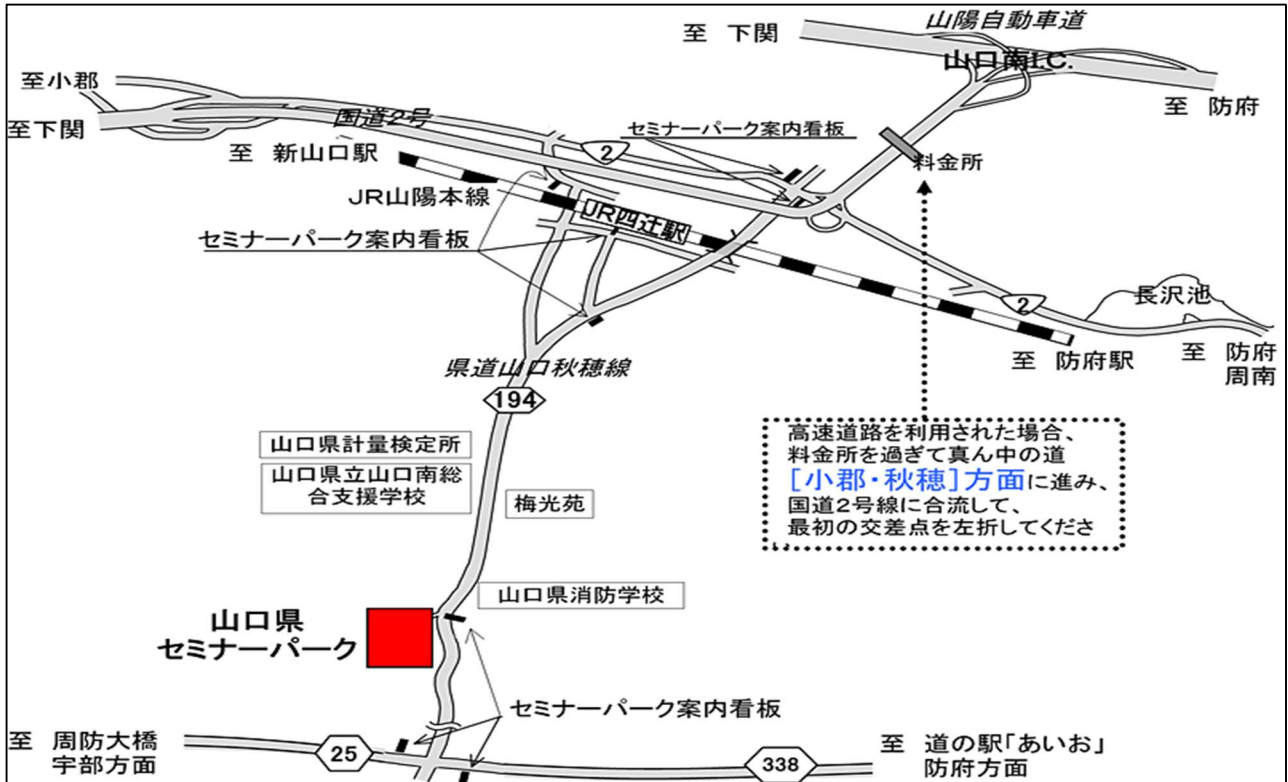 山陽自動車道
至 下関
山口南I.C.
至 防府
至小郡
至下関
国道2号
2
セミナーパーク案内看板
料金所
至 新山口駅
JR山陽本線
JR四辻駅
セミナーパーク案内看板
2
長沢池
至 防府駅
至 防府
周南
県道山口秋穂線
194
高速道路を利用された場合、
料金所を過ぎて真ん中の道
[小郡・秋穂]方面に進み、
国道2号線に合流して、
最初の交差点を左折してくださ
山口県計量検定所
山口県立山口南総
合支援学校
梅光苑
山口県消防学校
山口県
セミナーパーク
セミナーパーク案内看板
至 周防大橋
宇部方面
25
338
至 道の駅「あいお」
防府方面